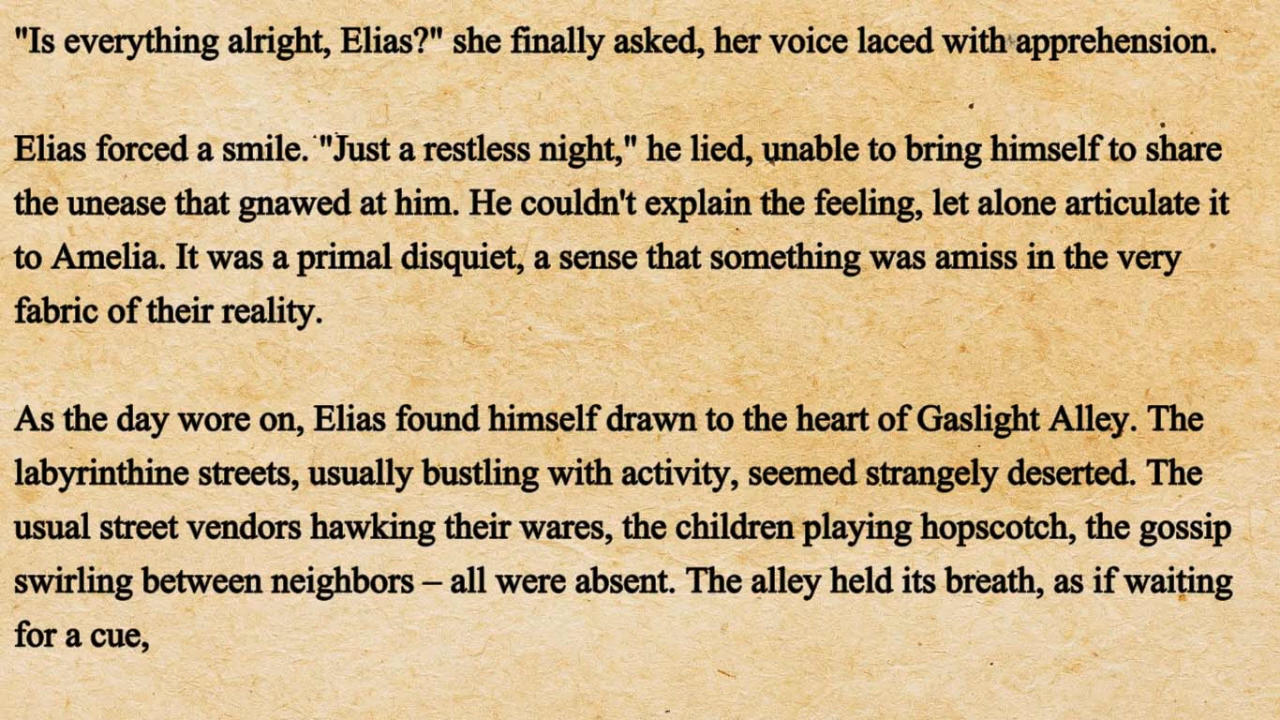 "Is everything alright, Elias?" she finally asked, her voice laced with apprehension.
Elias forced a smile. "Just a restless night," he lied, unable to bring himself to share
the unease that gnawed at him. He couldn't explain the feeling, let alone articulate it
to Amelia. It was a primal disquiet, a sense that something was amiss in the very
fabric of their reality.
As the day wore on, Elias found himself drawn to the heart of Gaslight Alley. The
labyrinthine streets, usually bustling with activity, seemed strangely deserted. The
usual street vendors hawking their wares, the children playing hopscotch, the gossip
swirling between neighbors – all were absent. The alley held its breath, as if waiting
for a cue,